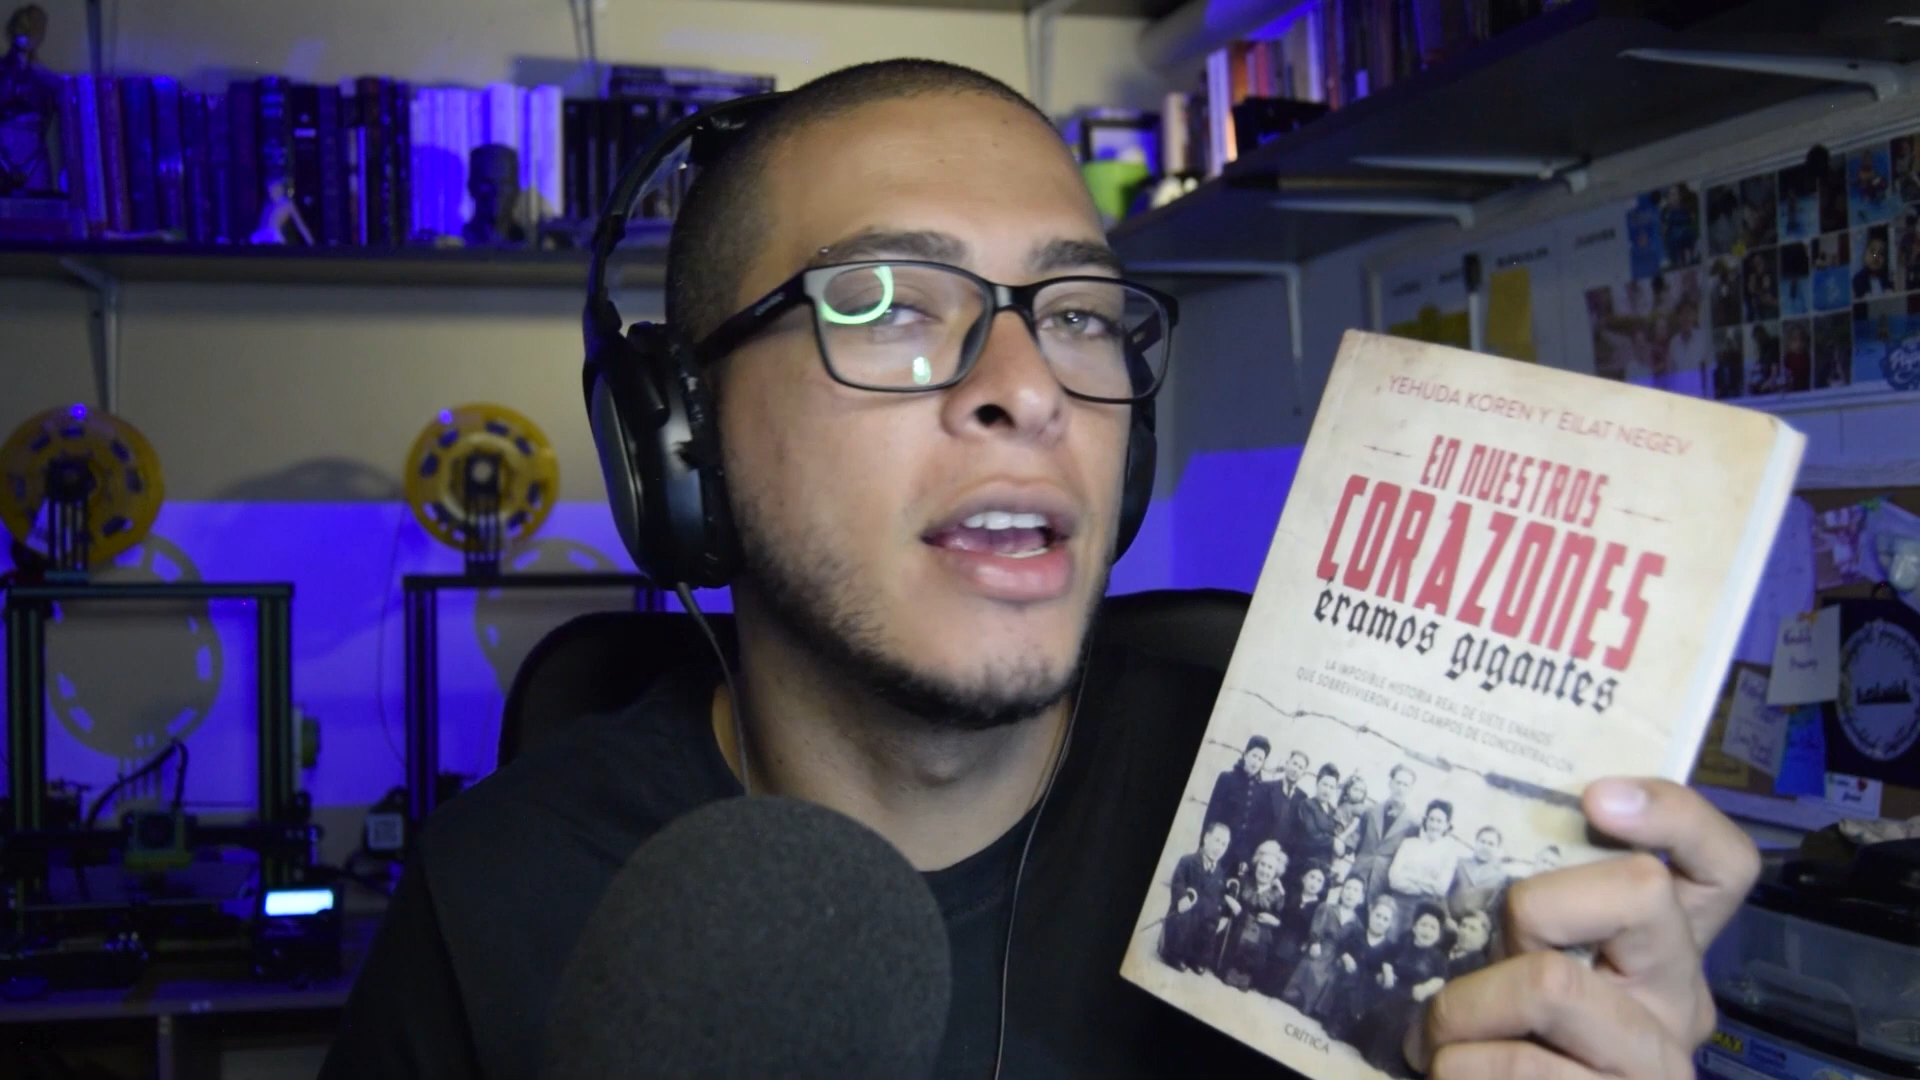 YEHUDA KOREN Y EILAT NEGEV
EN NUESTROS
CORAZONES
éramos gigantes
LA IMPOSIBLE HISTORIA REAL DE SIETE ENANOS
QUE SOBREVIVIERON A LOS CAMPOS DE CONCENTRACIÓN
CRÍTICA